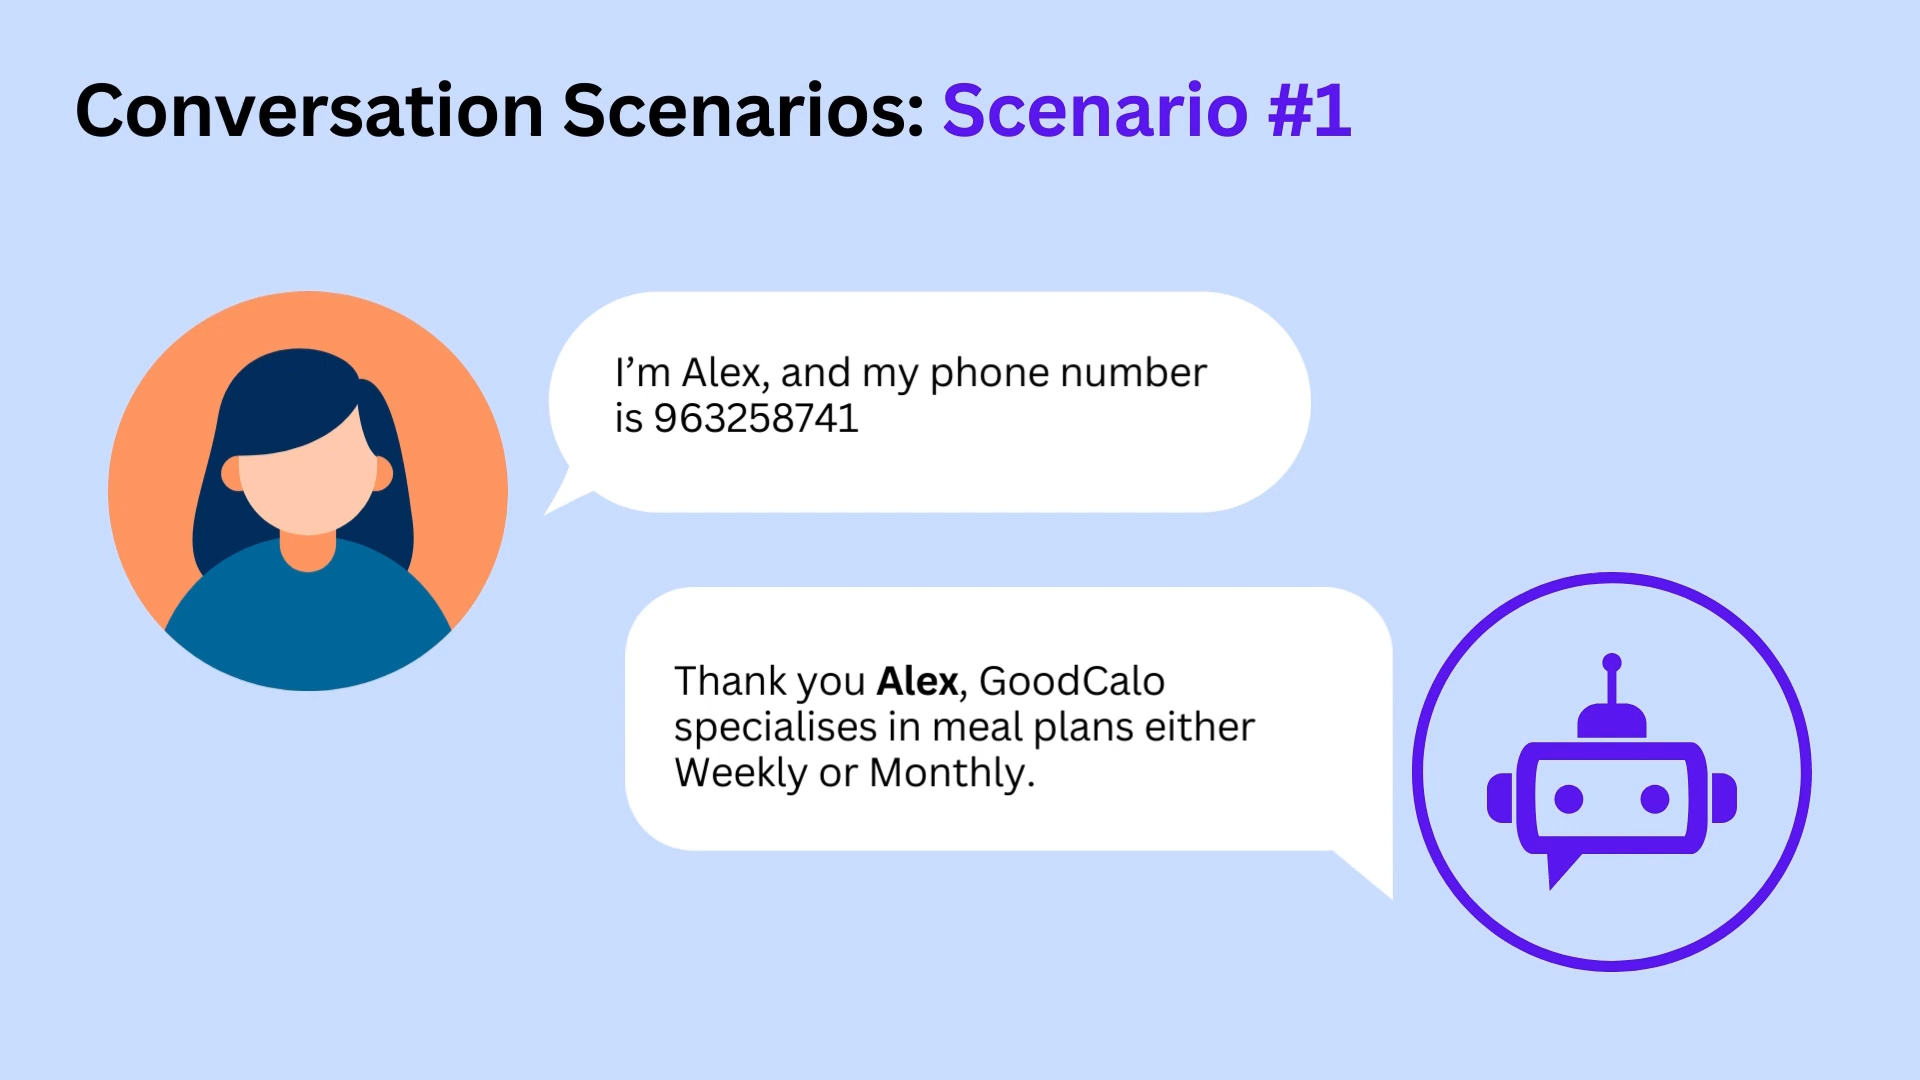 Conversation Scenarios: Scenario #1
I’m Alex, and my phone number
is 963258741
Thank you Alex, GoodCalo
specialises in meal plans either
Weekly or Monthly.